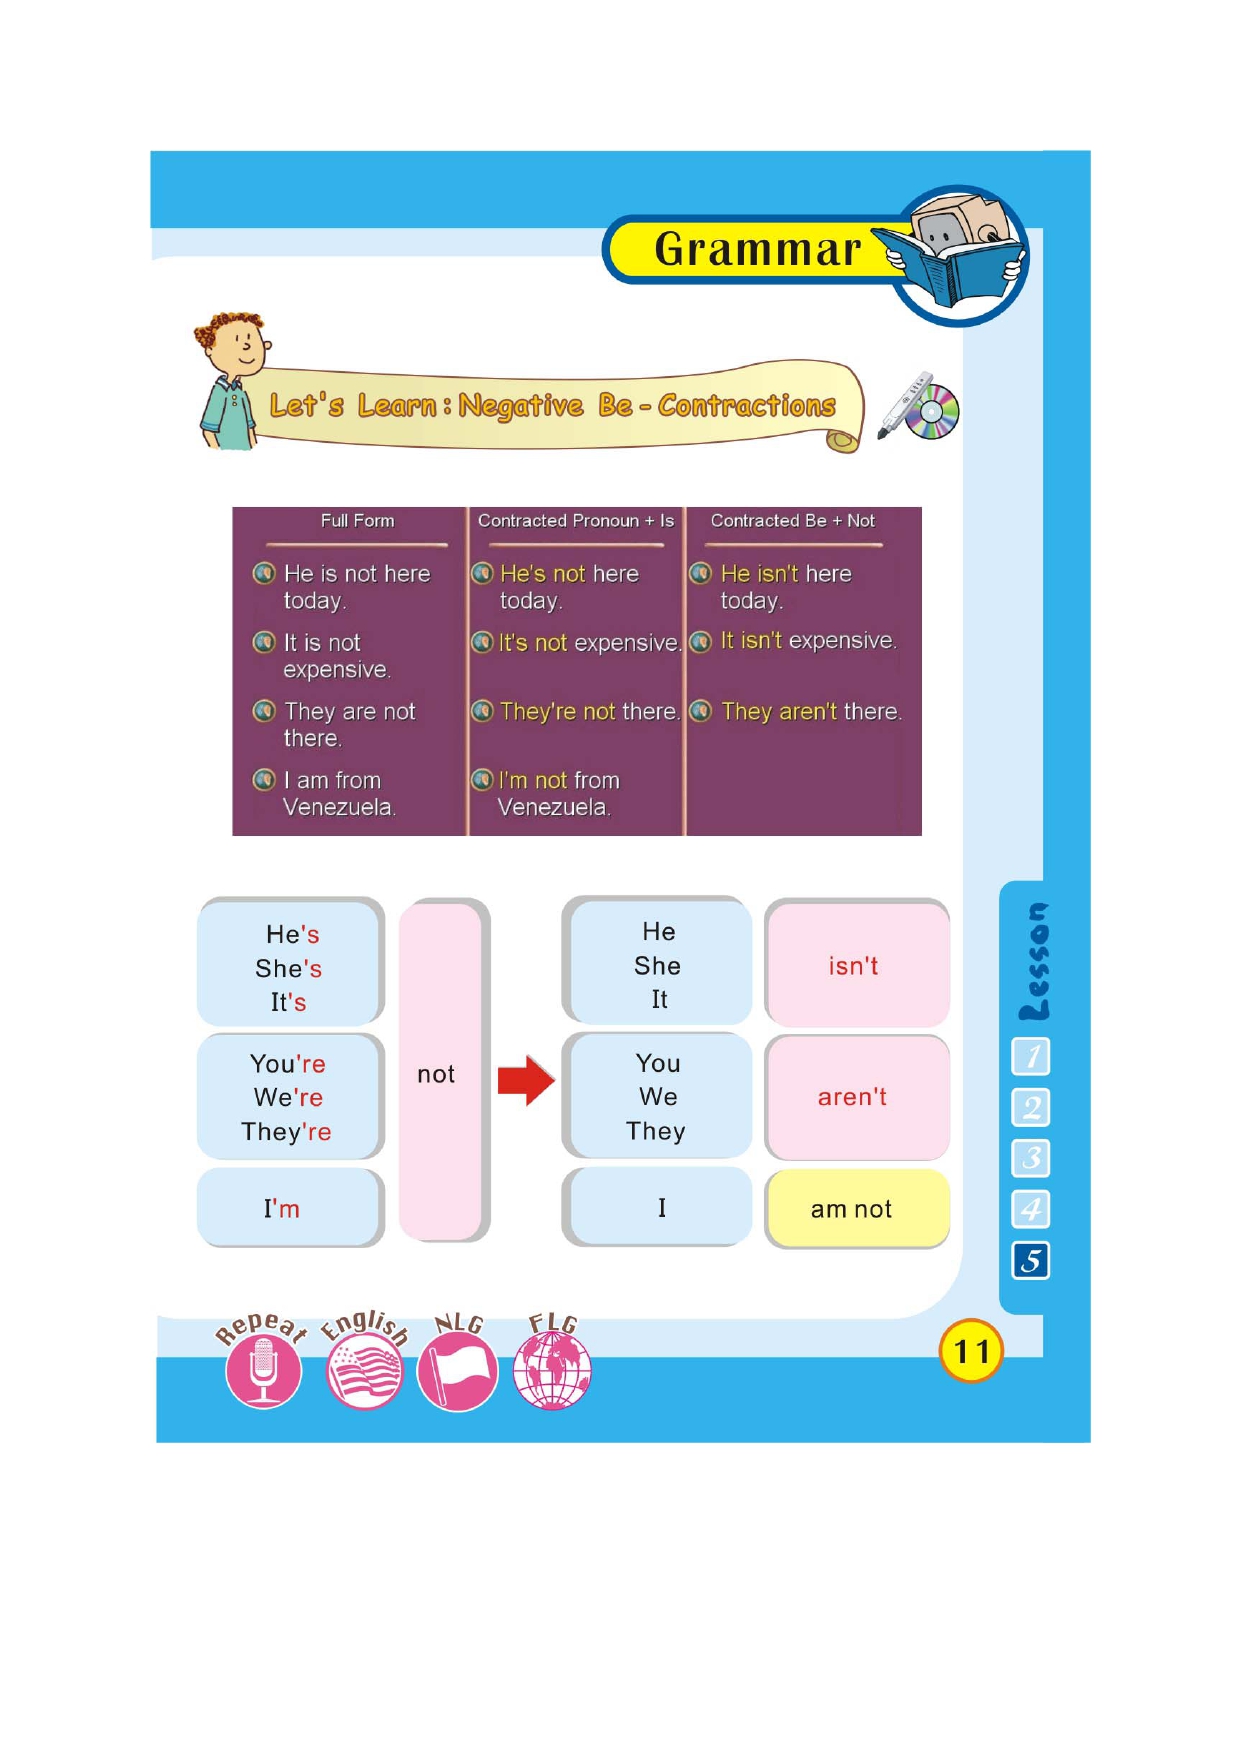 Grammar
Let's Learn : Negative Be - Contractions
Full Form
Contracted Pronoun + Is
Contracted Be + Not
He is not here
today.
He's not here
today.
He isn't here
today.
It is not
expensive.
It's not expensive.
It isn't expensive.
They are not
there.
They're not there.
They aren't there.
I am from
Venezuela.
I'm not from
Venezuela.
He's
She's
It's
You're
We're
They're
I'm
not
He
She
It
isn't
You
We
They
aren't
I
am not
Lesson
1
2
3
4
5
Repeat
English
NLG
FLG
11